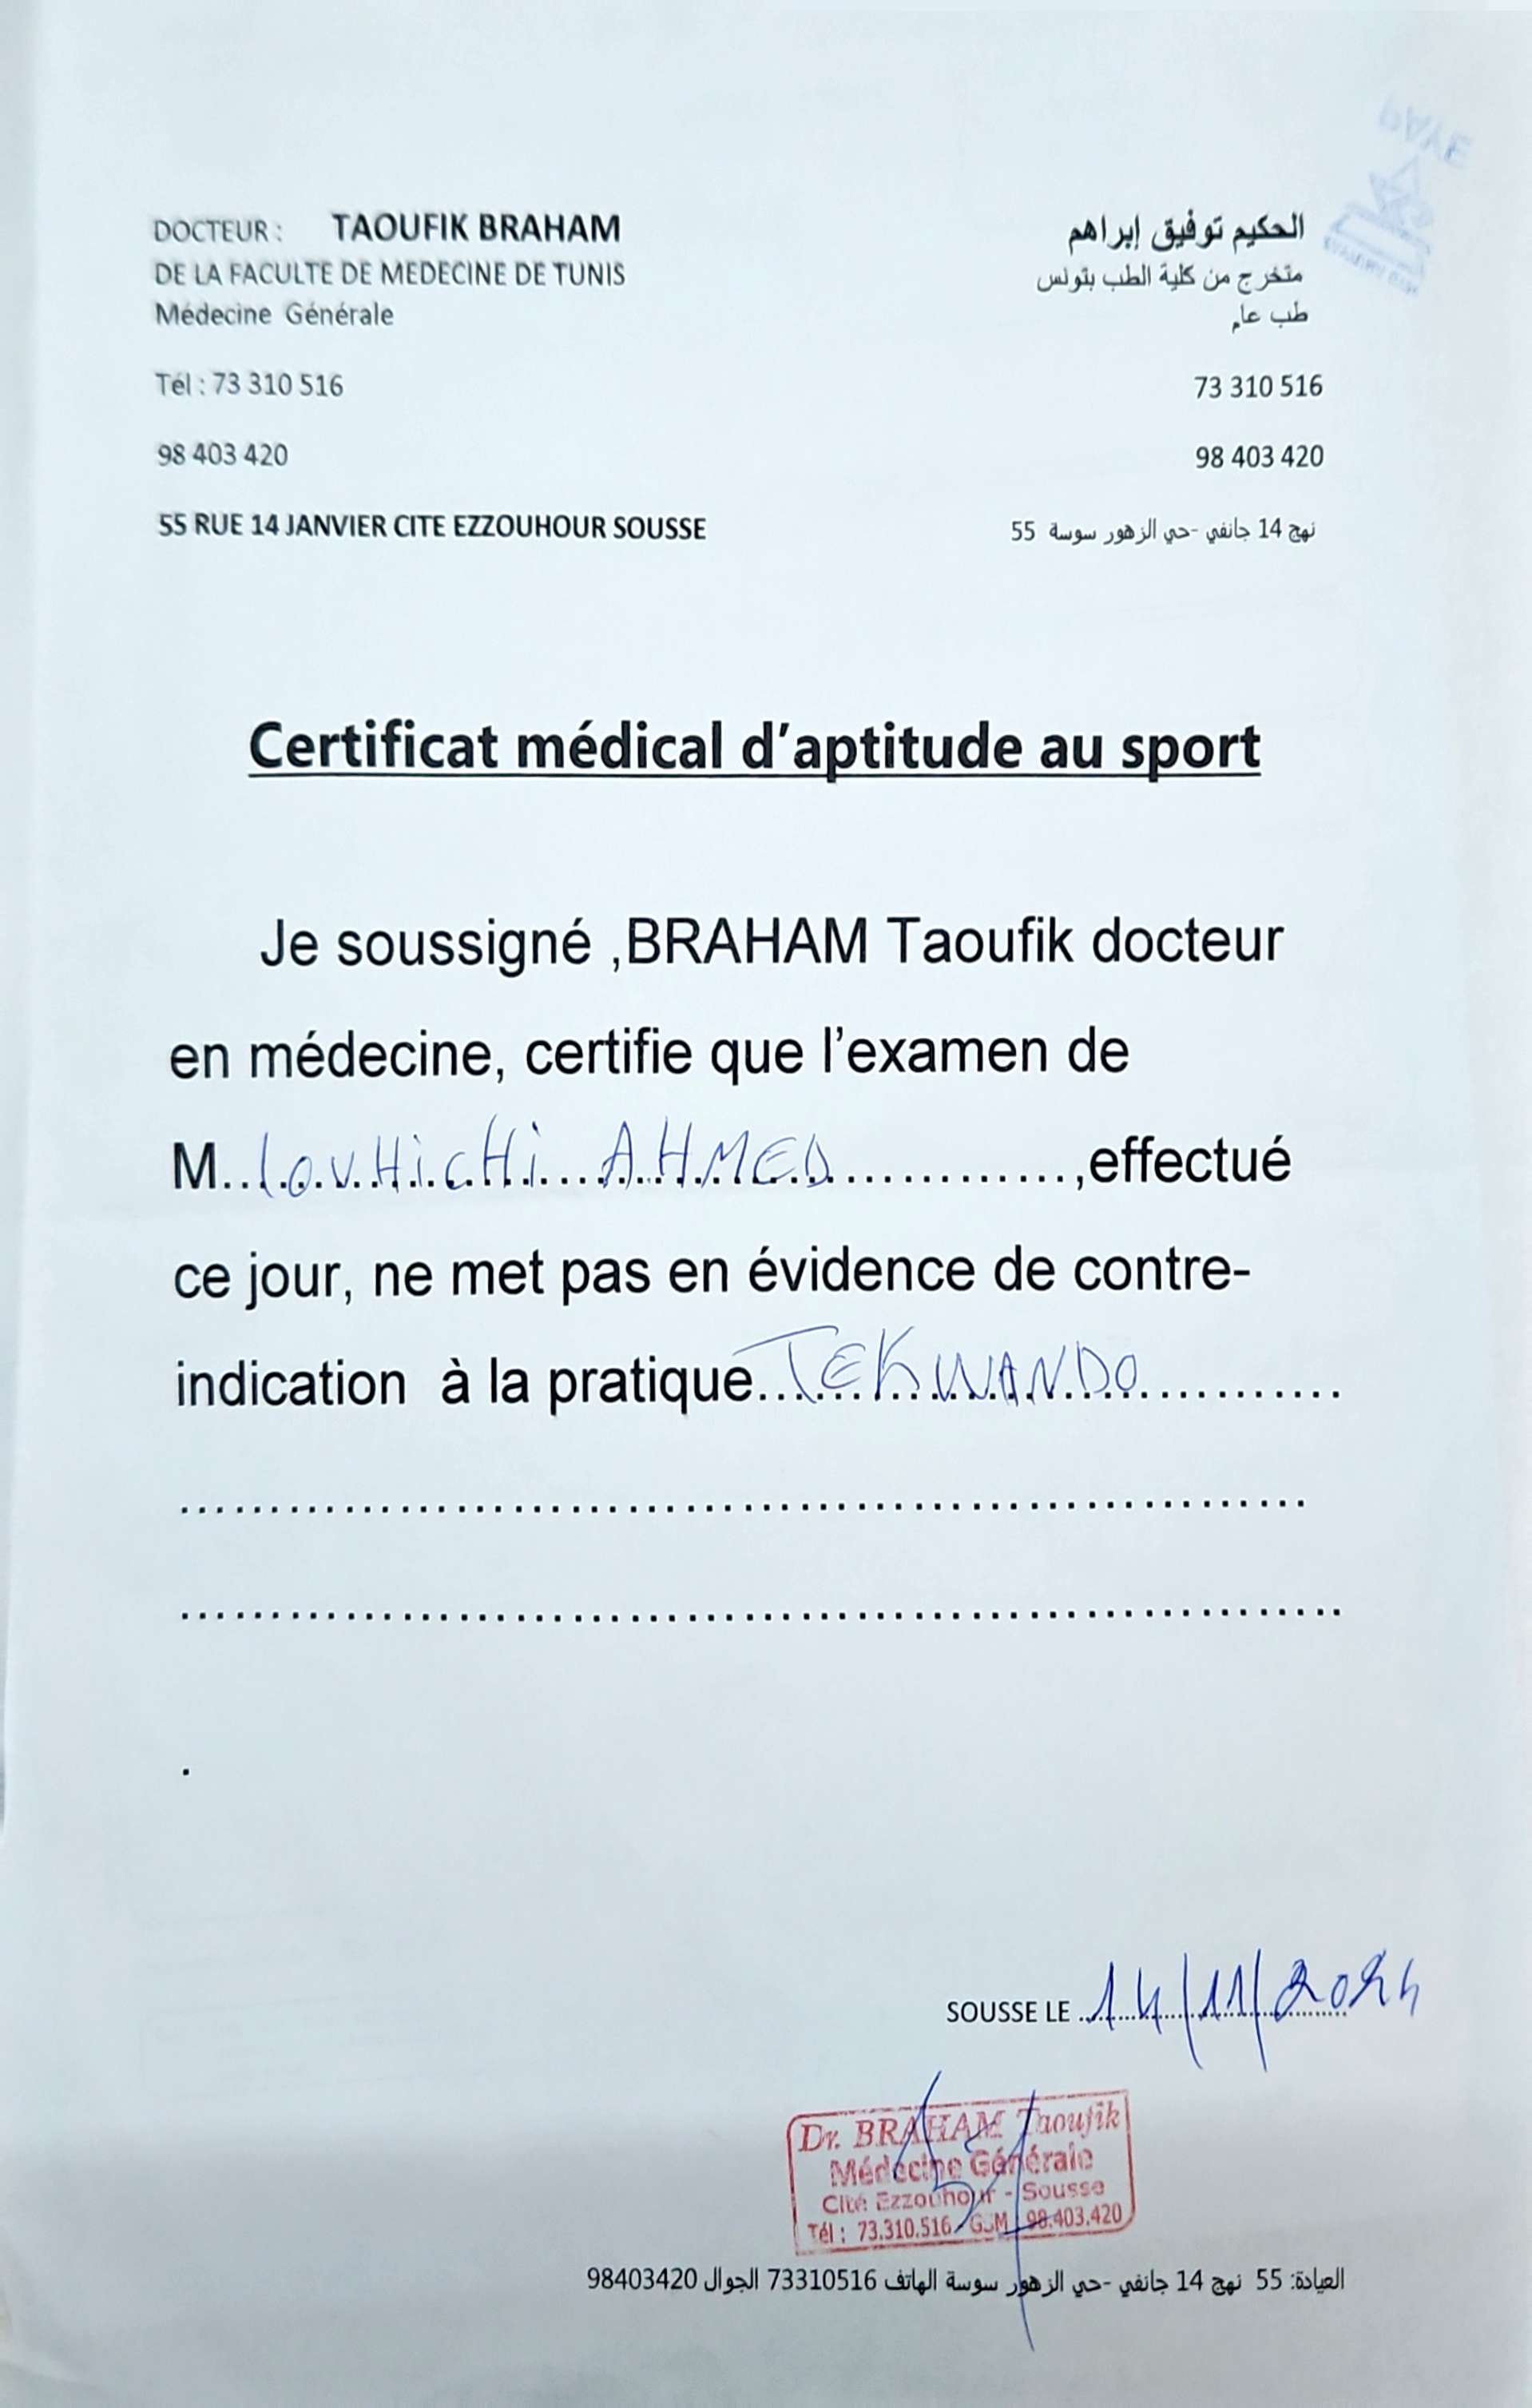 DOCTEUR : TAOUFIK BRAHAM
DE LA FACULTE DE MEDECINE DE TUNIS
Médecine Générale
Tél : 73 310 516
98 403 420
55 RUE 14 JANVIER CITE EZZOUHOUR SOUSSE
الحكيم توفيق إبراهم
متخرج من كلية الطب بتونس
طب عام
73 310 516
98 403 420
55 نهج 14 جانفي -حي الزهور سوسة
PAYE
Certificat médical d'aptitude au sport
Je soussigné ,BRAHAM Taoufik docteur
en médecine, certifie que l'examen de
M...LOUHICHI AHMED...............,effectué
ce jour, ne met pas en évidence de contre-
indication à la pratique..TEKWANDO.............
SOUSSE LE 14/11/2024
Dr. BRAHAM Taoufik
Médecine Générale
Cité Ezzouhour - Sousse
Tél : 73.310.516 / GSM 98.403.420
العيادة: 55 نهج 14 جانفي -حي الزهور سوسة الهاتف 73310516 الجوال 98403420